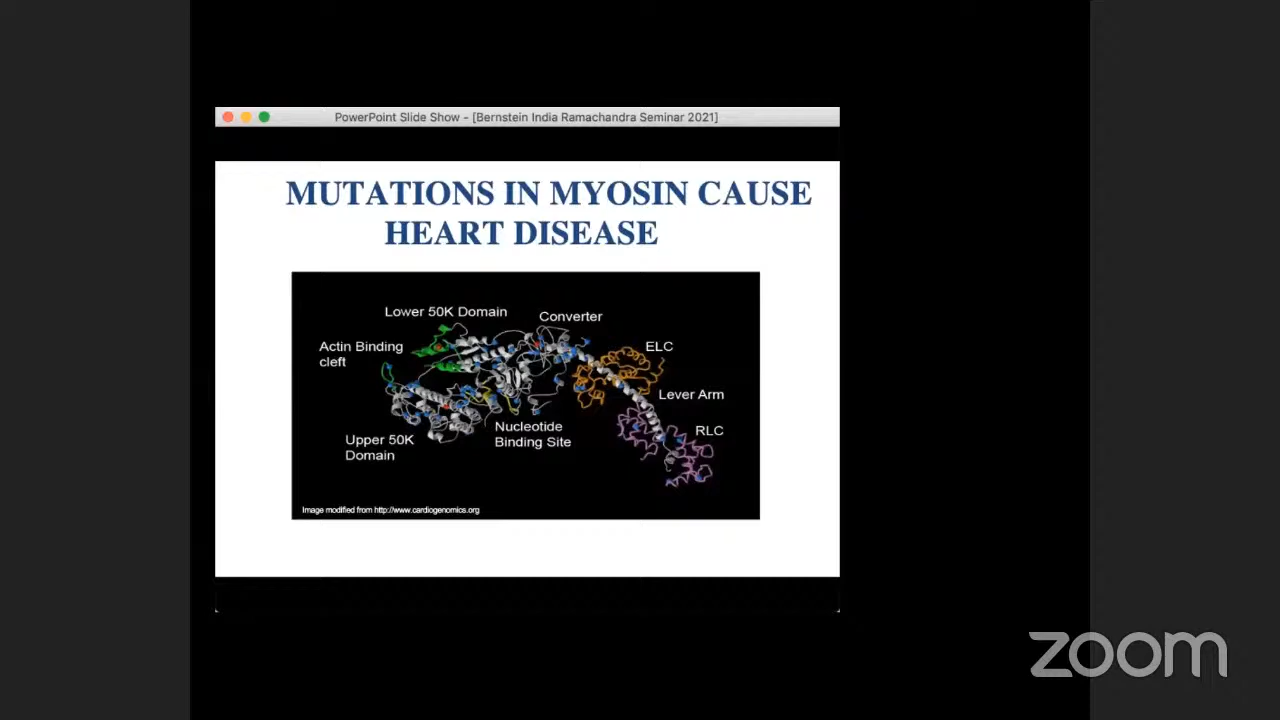 PowerPoint Slide Show - [Bernstein India Ramachandra Seminar 2021]
MUTATIONS IN MYOSIN CAUSE
HEART DISEASE
Lower 50K Domain
Converter
Actin Binding
cleft
ELC
Lever Arm
Nucleotide
Binding Site
RLC
Upper 50K
Domain
Image modified from http://www.cardiogenomics.org
zoom